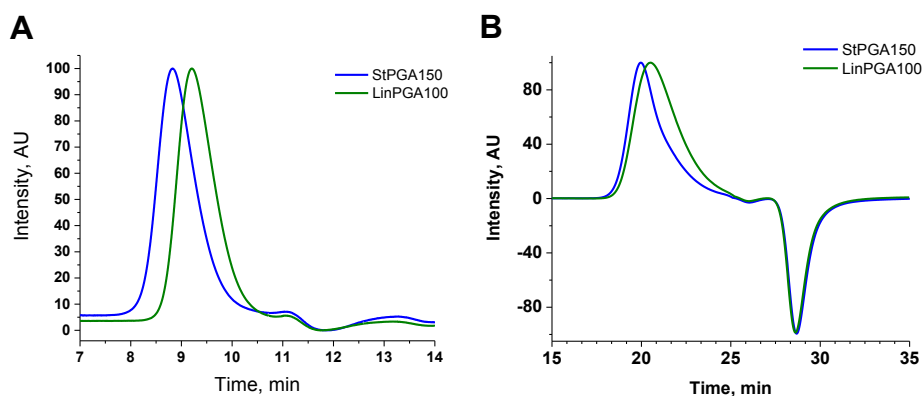 A
StPGA150
LinPGA100
100
90
80
70
60
50
40
30
20
10
0
Intensity, AU
7 8 9 10 11 12 13 14
Time, min
B
StPGA150
LinPGA100
80
40
0
-40
-80
Intensity, AU
15 20 25 30 35
Time, min